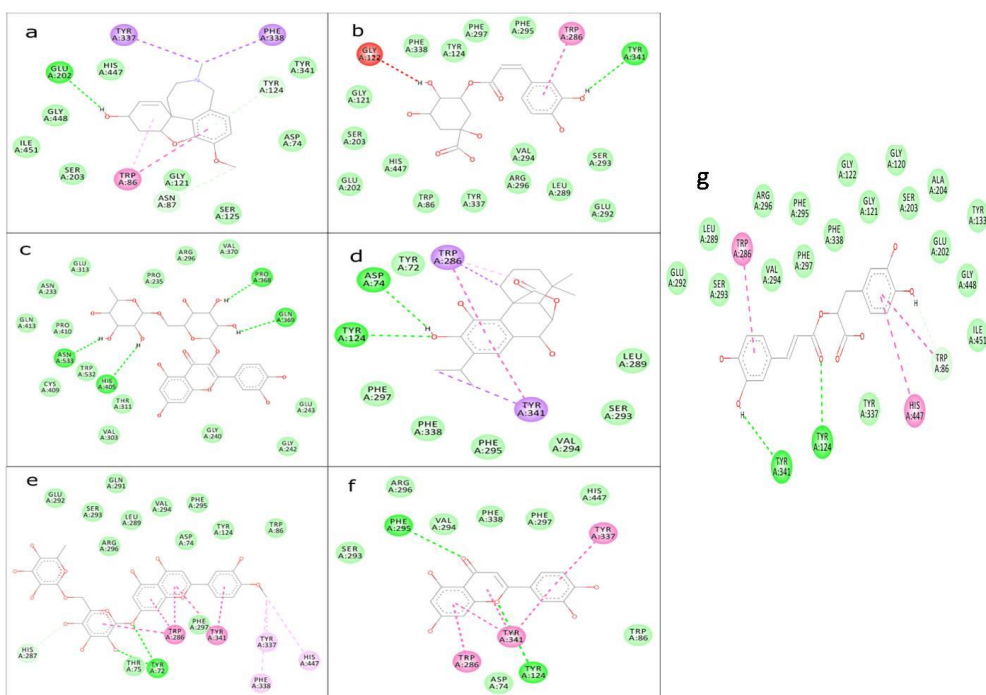 a
TYR
A:337
PHE
A:338
GLU
A:202
HIS
A:447
TYR
A:341
TYR
A:124
GLY
A:448
N
H
ILE
A:451
ASP
A:74
SER
A:203
O
O
TRP
A:86
GLY
A:121
ASN
A:87
SER
A:125
b
PHE
A:338
TYR
A:124
PHE
A:297
PHE
A:295
TRP
A:286
GLY
A:122
TYR
A:341
H
H
GLY
A:121
SER
A:203
HIS
A:447
VAL
A:294
SER
A:293
GLU
A:202
TRP
A:86
TYR
A:337
ARG
A:296
LEU
A:289
GLU
A:292
c
GLU
A:313
PRO
A:235
ARG
A:296
VAL
A:370
PRO
A:368
ASN
A:233
GLN
A:369
GLN
A:413
PRO
A:410
H
H
ASN
A:533
TRP
A:532
HIS
A:405
CYS
A:409
THR
A:311
GLU
A:243
VAL
A:303
GLY
A:240
GLY
A:242
d
TYR
A:72
TRP
A:286
ASP
A:74
H
TYR
A:124
LEU
A:289
PHE
A:297
TYR
A:341
SER
A:293
PHE
A:338
PHE
A:295
VAL
A:294
e
GLU
A:292
GLN
A:291
SER
A:293
LEU
A:289
VAL
A:294
PHE
A:295
ARG
A:296
ASP
A:74
TYR
A:124
TRP
A:86
HIS
A:287
THR
A:75
TYR
A:72
TRP
A:286
PHE
A:297
TYR
A:341
TYR
A:337
HIS
A:447
PHE
A:338
f
ARG
A:296
HIS
A:447
PHE
A:295
VAL
A:294
PHE
A:338
PHE
A:297
TYR
A:337
SER
A:293
TYR
A:341
TRP
A:86
TRP
A:286
ASP
A:74
TYR
A:124
g
GLY
A:122
GLY
A:120
ALA
A:204
ARG
A:296
PHE
A:295
GLY
A:121
SER
A:203
TYR
A:133
LEU
A:289
TRP
A:286
PHE
A:338
GLU
A:202
GLU
A:292
SER
A:293
VAL
A:294
PHE
A:297
GLY
A:448
H
ILE
A:451
TRP
A:86
TYR
A:337
HIS
A:447
H
TYR
A:124
TYR
A:341